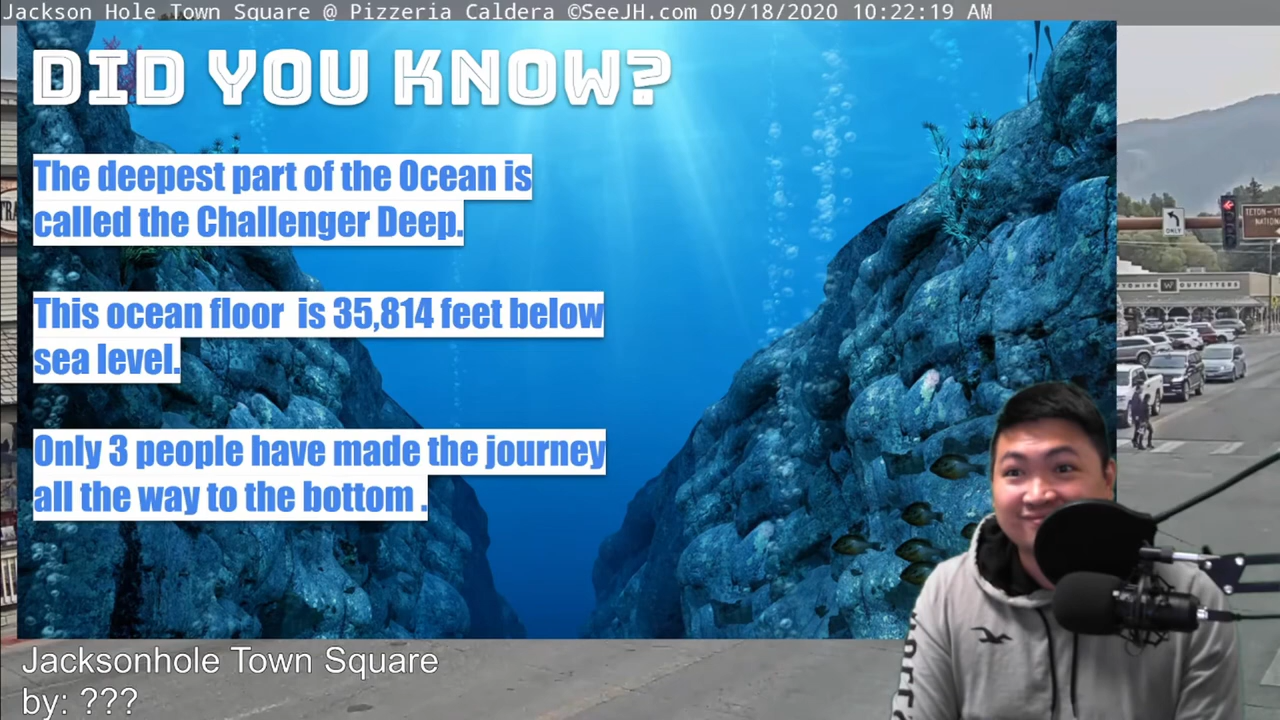 Jackson Hole Town Square @ Pizzeria Caldera ©SeeJH.com 09/18/2020 10:22:19 AM
DID YOU KNOW?
The deepest part of the Ocean is
called the Challenger Deep.
This ocean floor  is 35,814 feet below
sea level.
Only 3 people have made the journey
all the way to the bottom .
ONLY
OUTFITTERS
Jacksonhole Town Square
by: ???